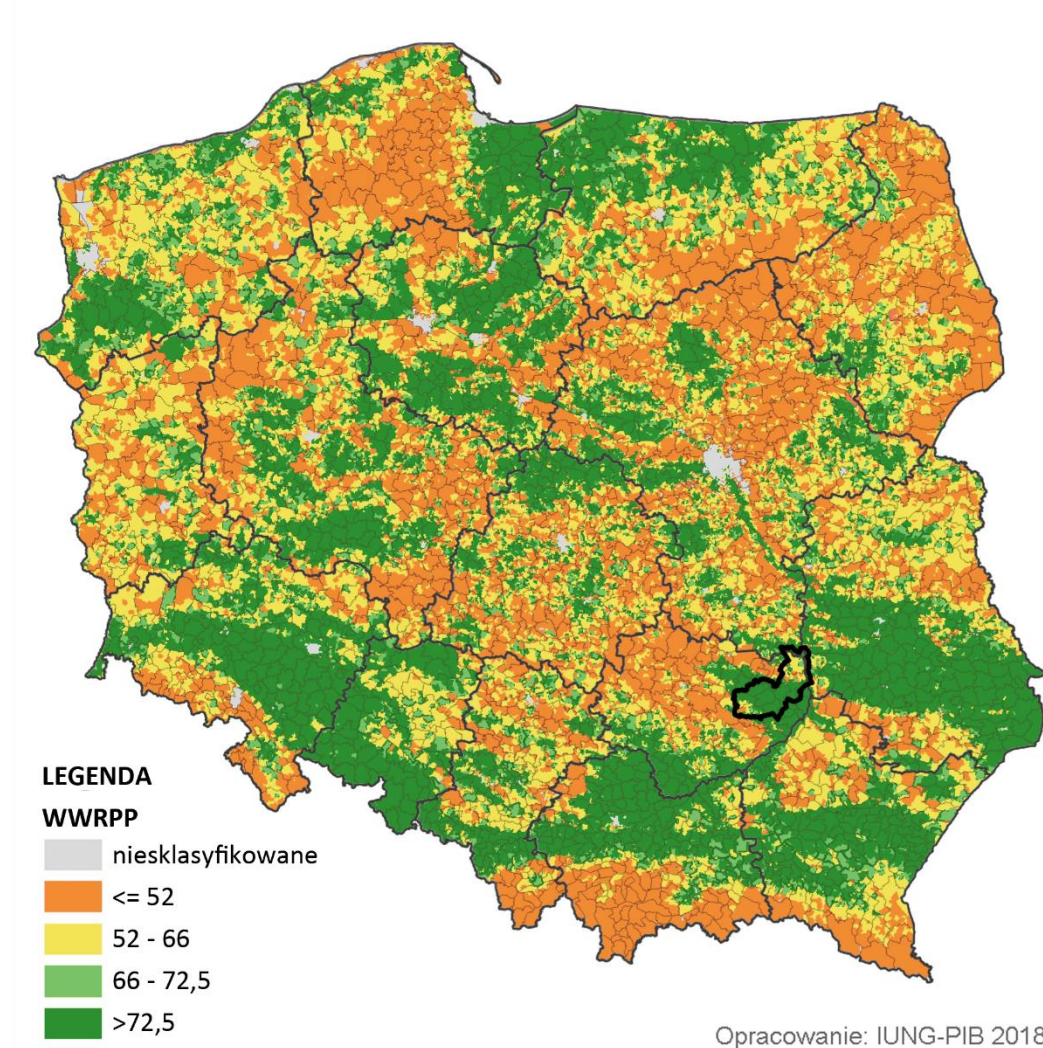 LEGENDA
WWRPP
niesklasyfikowane
<= 52
52 - 66
66 - 72,5
>72,5
Opracowanie: IUNG-PIB 2018